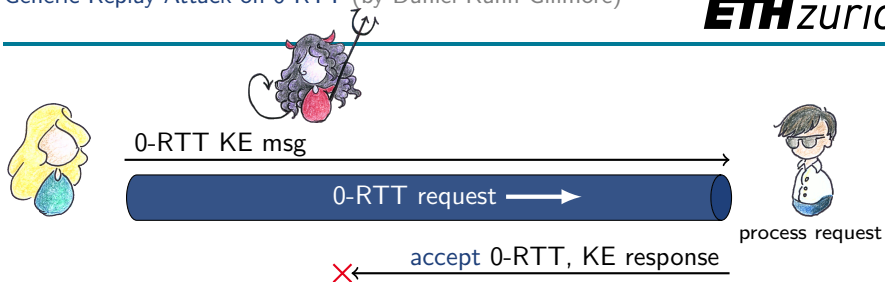 Generic Replay Attack on 0-RTT (by Daniel Kahn Gillmore)
ETH zuric
0-RTT KE msg
0-RTT request
process request
accept 0-RTT, KE response